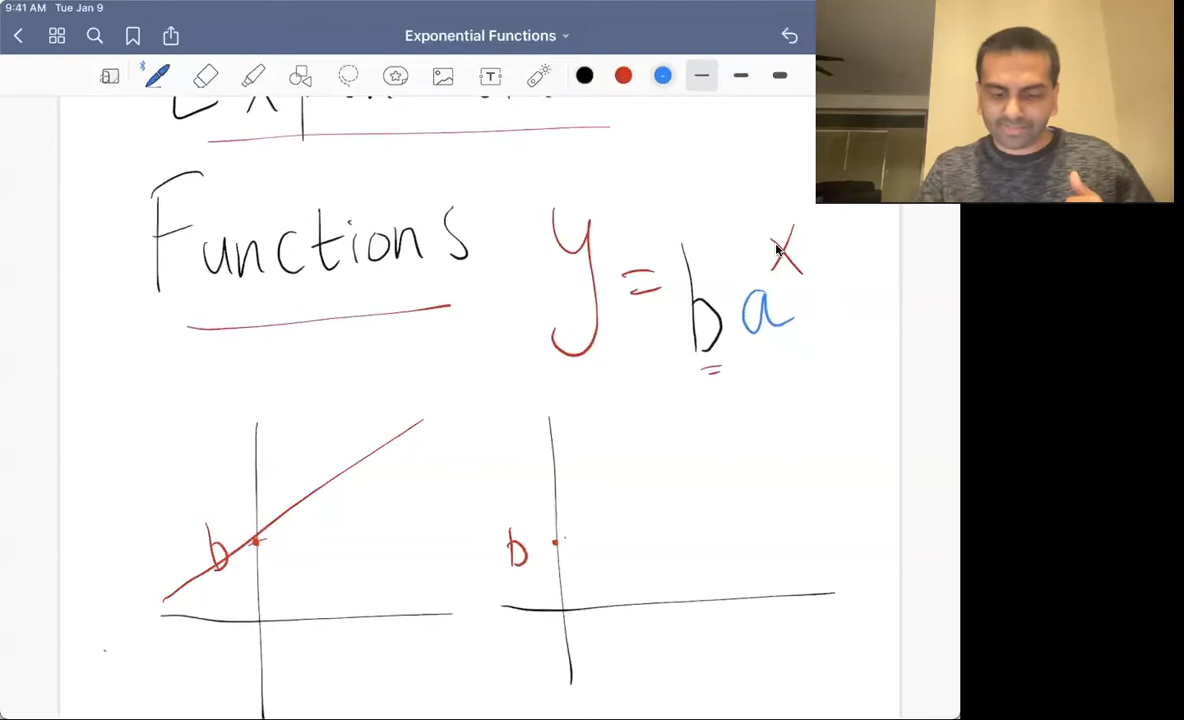 9:41 AM Tue Jan 9
Exponential Functions
Functions
y = b a^x
b
b